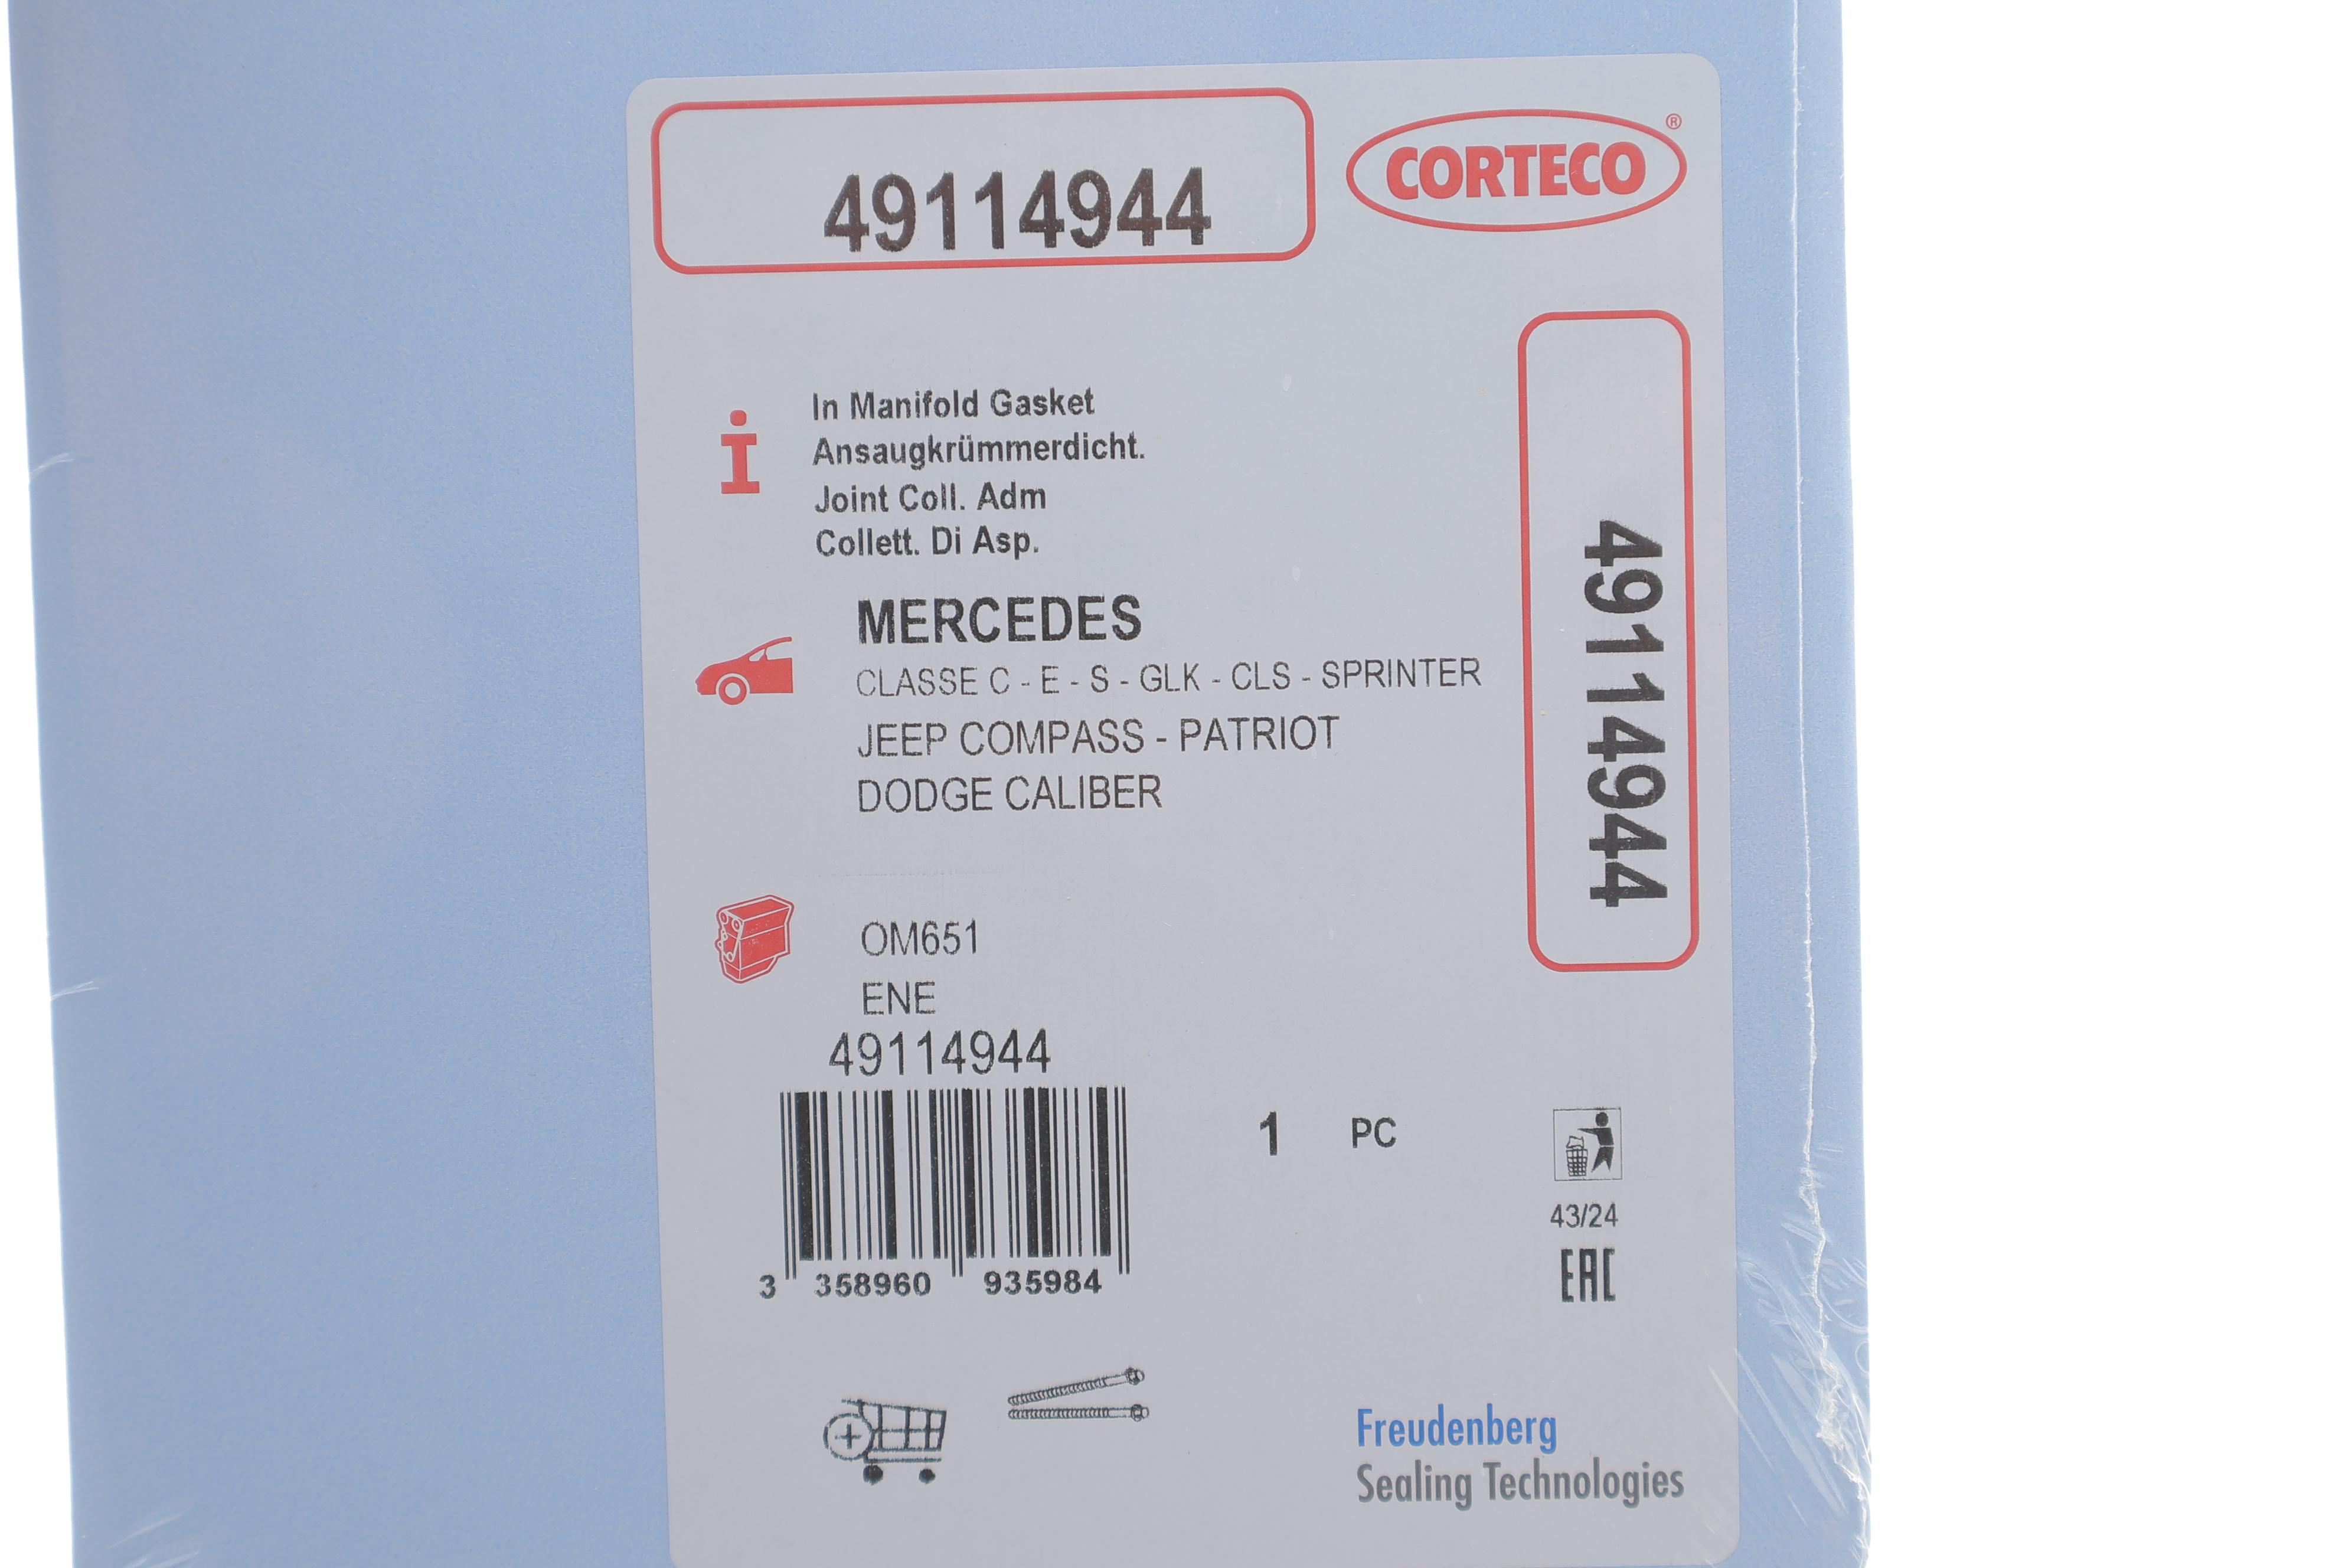 49114944
CORTECO ®
In Manifold Gasket
Ansaugkrümmerdicht.
Joint Coll. Adm
Collett. Di Asp.
49114944
MERCEDES
CLASSE C - E - S - GLK - CLS - SPRINTER
JEEP COMPASS - PATRIOT
DODGE CALIBER
OM651
ENE
49114944
1 PC
43/24
EAC
3 358960 935984
Freudenberg
Sealing Technologies